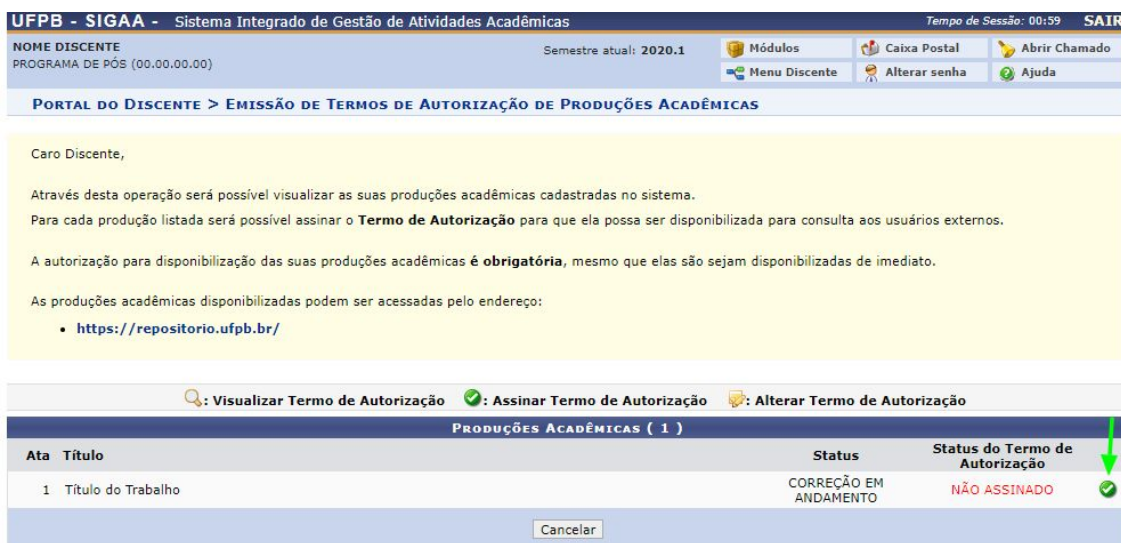 UFPB - SIGAA - Sistema Integrado de Gestão de Atividades Acadêmicas Tempo de Sessão: 00:59 SAIR
NOME DISCENTE Semestre atual: 2020.1 Módulos Caixa Postal Abrir Chamado
PROGRAMA DE PÓS (00.00.00.00) Menu Discente Alterar senha Ajuda
PORTAL DO DISCENTE > EMISSÃO DE TERMOS DE AUTORIZAÇÃO DE PRODUÇÕES ACADÊMICAS
Caro Discente,
Através desta operação será possível visualizar as suas produções acadêmicas cadastradas no sistema.
Para cada produção listada será possível assinar o Termo de Autorização para que ela possa ser disponibilizada para consulta aos usuários externos.
A autorização para disponibilização das suas produções acadêmicas é obrigatória, mesmo que elas são sejam disponibilizadas de imediato.
As produções acadêmicas disponibilizadas podem ser acessadas pelo endereço:
• https://repositorio.ufpb.br/
: Visualizar Termo de Autorização : Assinar Termo de Autorização : Alterar Termo de Autorização
PRODUÇÕES ACADÊMICAS ( 1 )
Ata Título Status Status do Termo de Autorização
1 Título do Trabalho CORREÇÃO EM ANDAMENTO NÃO ASSINADO
Cancelar